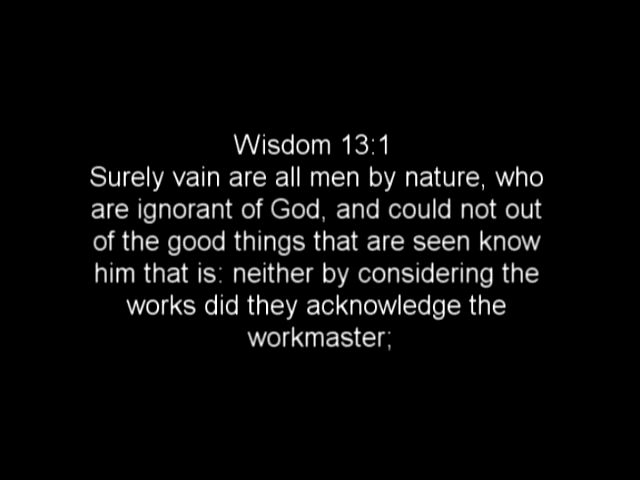 Wisdom 13:1
Surely vain are all men by nature, who
are ignorant of God, and could not out
of the good things that are seen know
him that is: neither by considering the
works did they acknowledge the
workmaster;